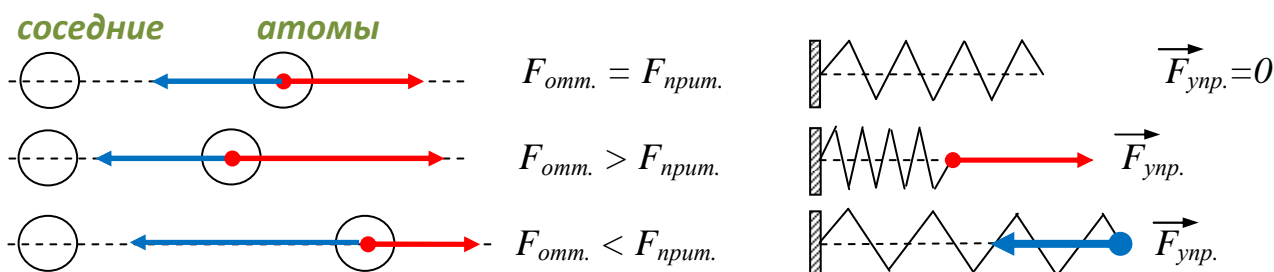 соседние атомы
Fотт. = Fприт. Fупр.=0
Fотт. > Fприт. Fупр.
Fотт. < Fприт. Fупр.